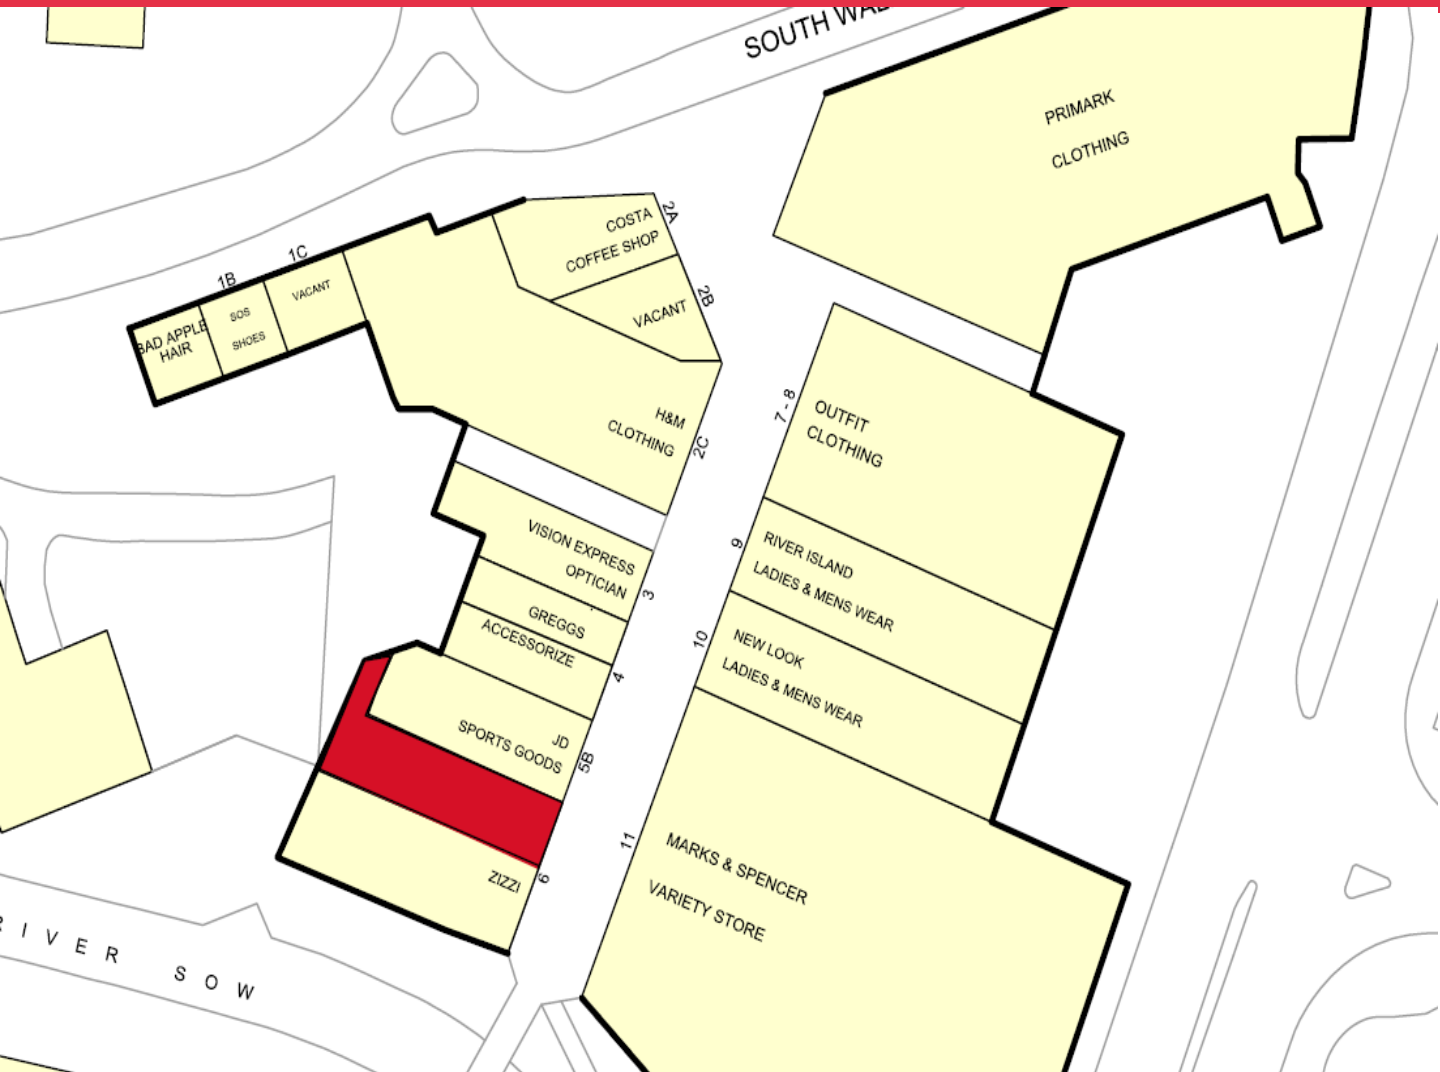 SOUTH WAL
PRIMARK
CLOTHING
COSTA
COFFEE SHOP
2A
1C
1B
VACANT
SOS
SHOES
BAD APPLE
HAIR
2B
VACANT
H&M
CLOTHING
2C
7 - 8
OUTFIT
CLOTHING
VISION EXPRESS
OPTICIAN
3
9
RIVER ISLAND
LADIES & MENS WEAR
GREGGS
ACCESSORIZE
4
10
NEW LOOK
LADIES & MENS WEAR
JD
SPORTS GOODS
5B
11
MARKS & SPENCER
VARIETY STORE
ZIZZI
6
RIVER SOW